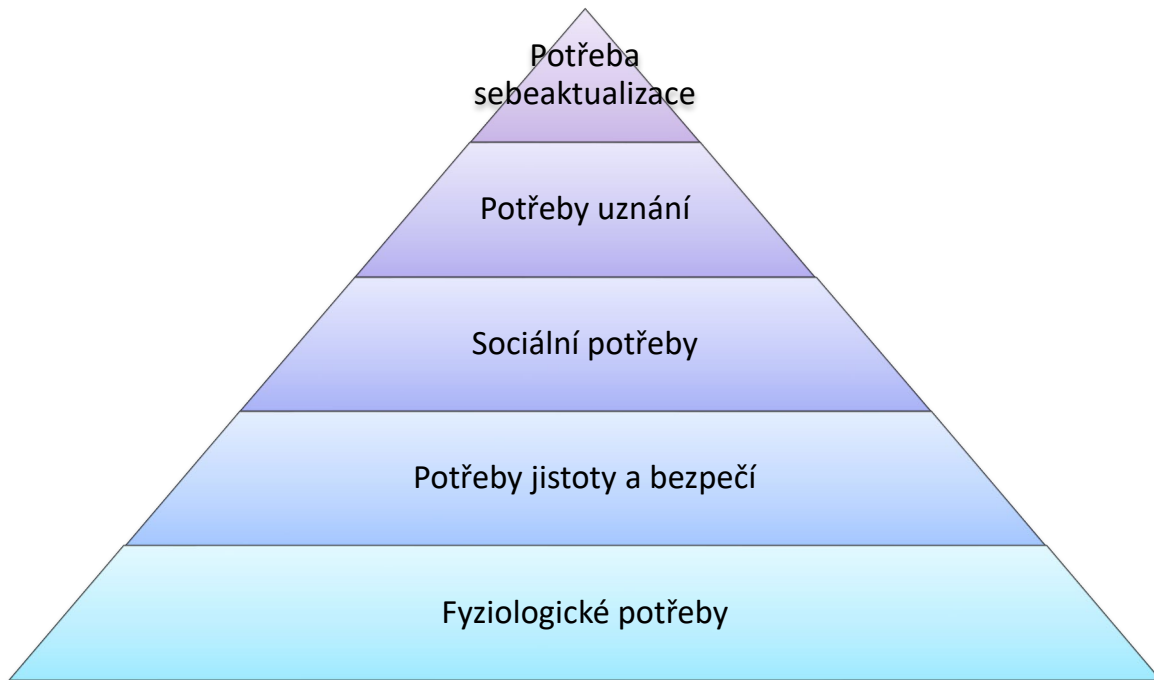 Potřeba
sebeaktualizace
Potřeby uznání
Sociální potřeby
Potřeby jistoty a bezpečí
Fyziologické potřeby